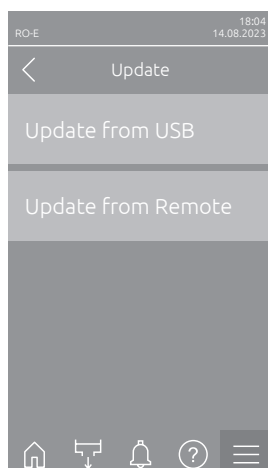 18:04
RO-E 14.08.2023
Update
Update from USB
Update from Remote
?